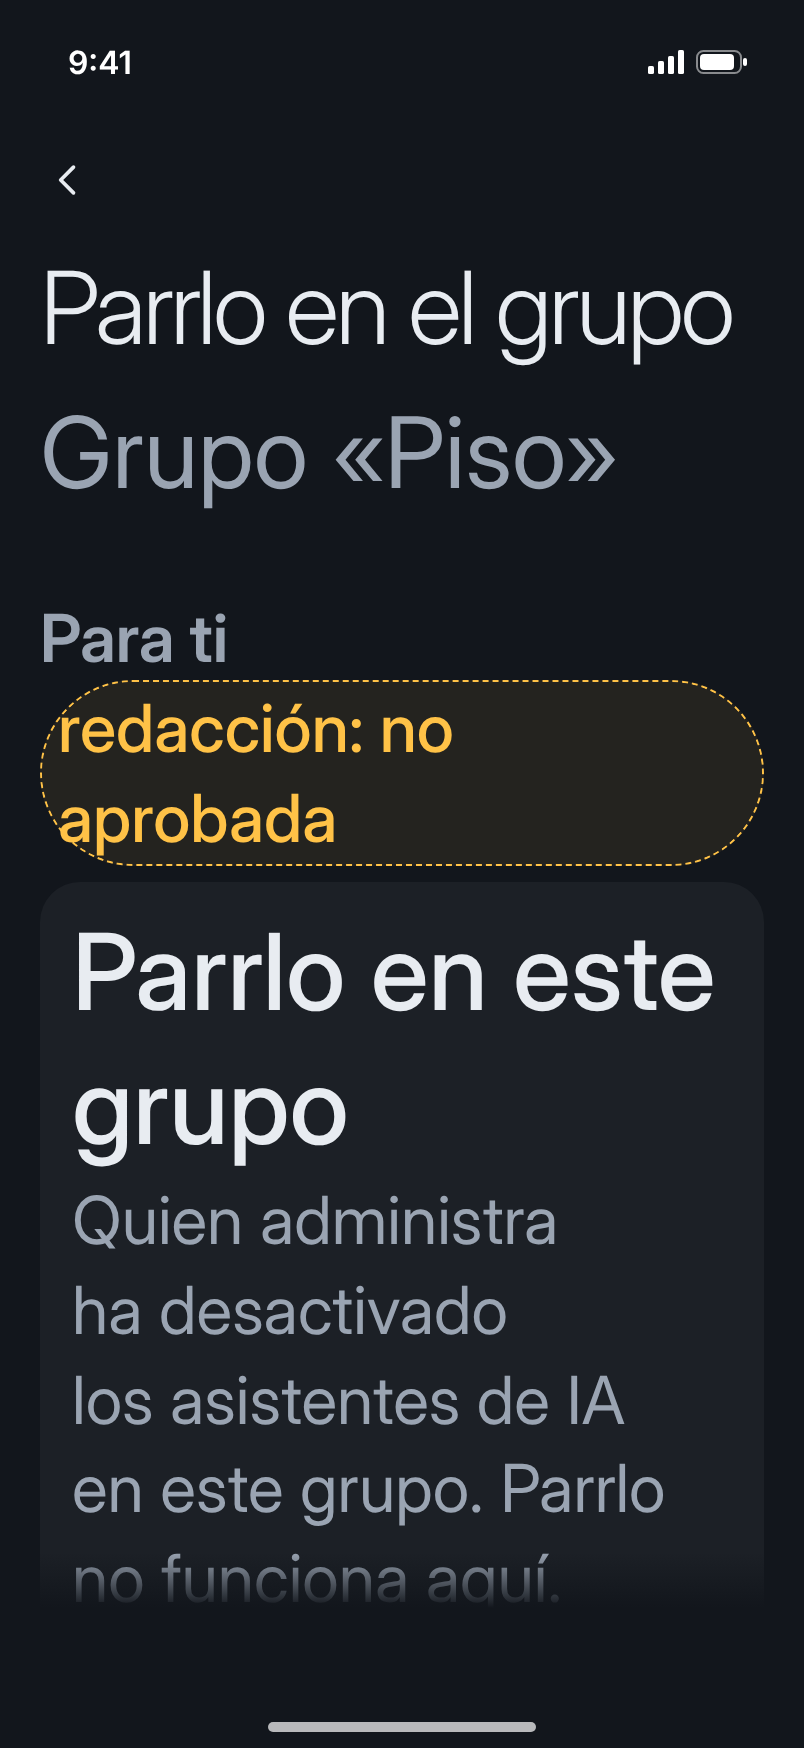 9:41
Parrlo en el grupo
Grupo «Piso»
Para ti
redacción: no
aprobada
Parrlo en este
grupo
Quien administra
ha desactivado
los asistentes de IA
en este grupo. Parrlo
no funciona aquí.